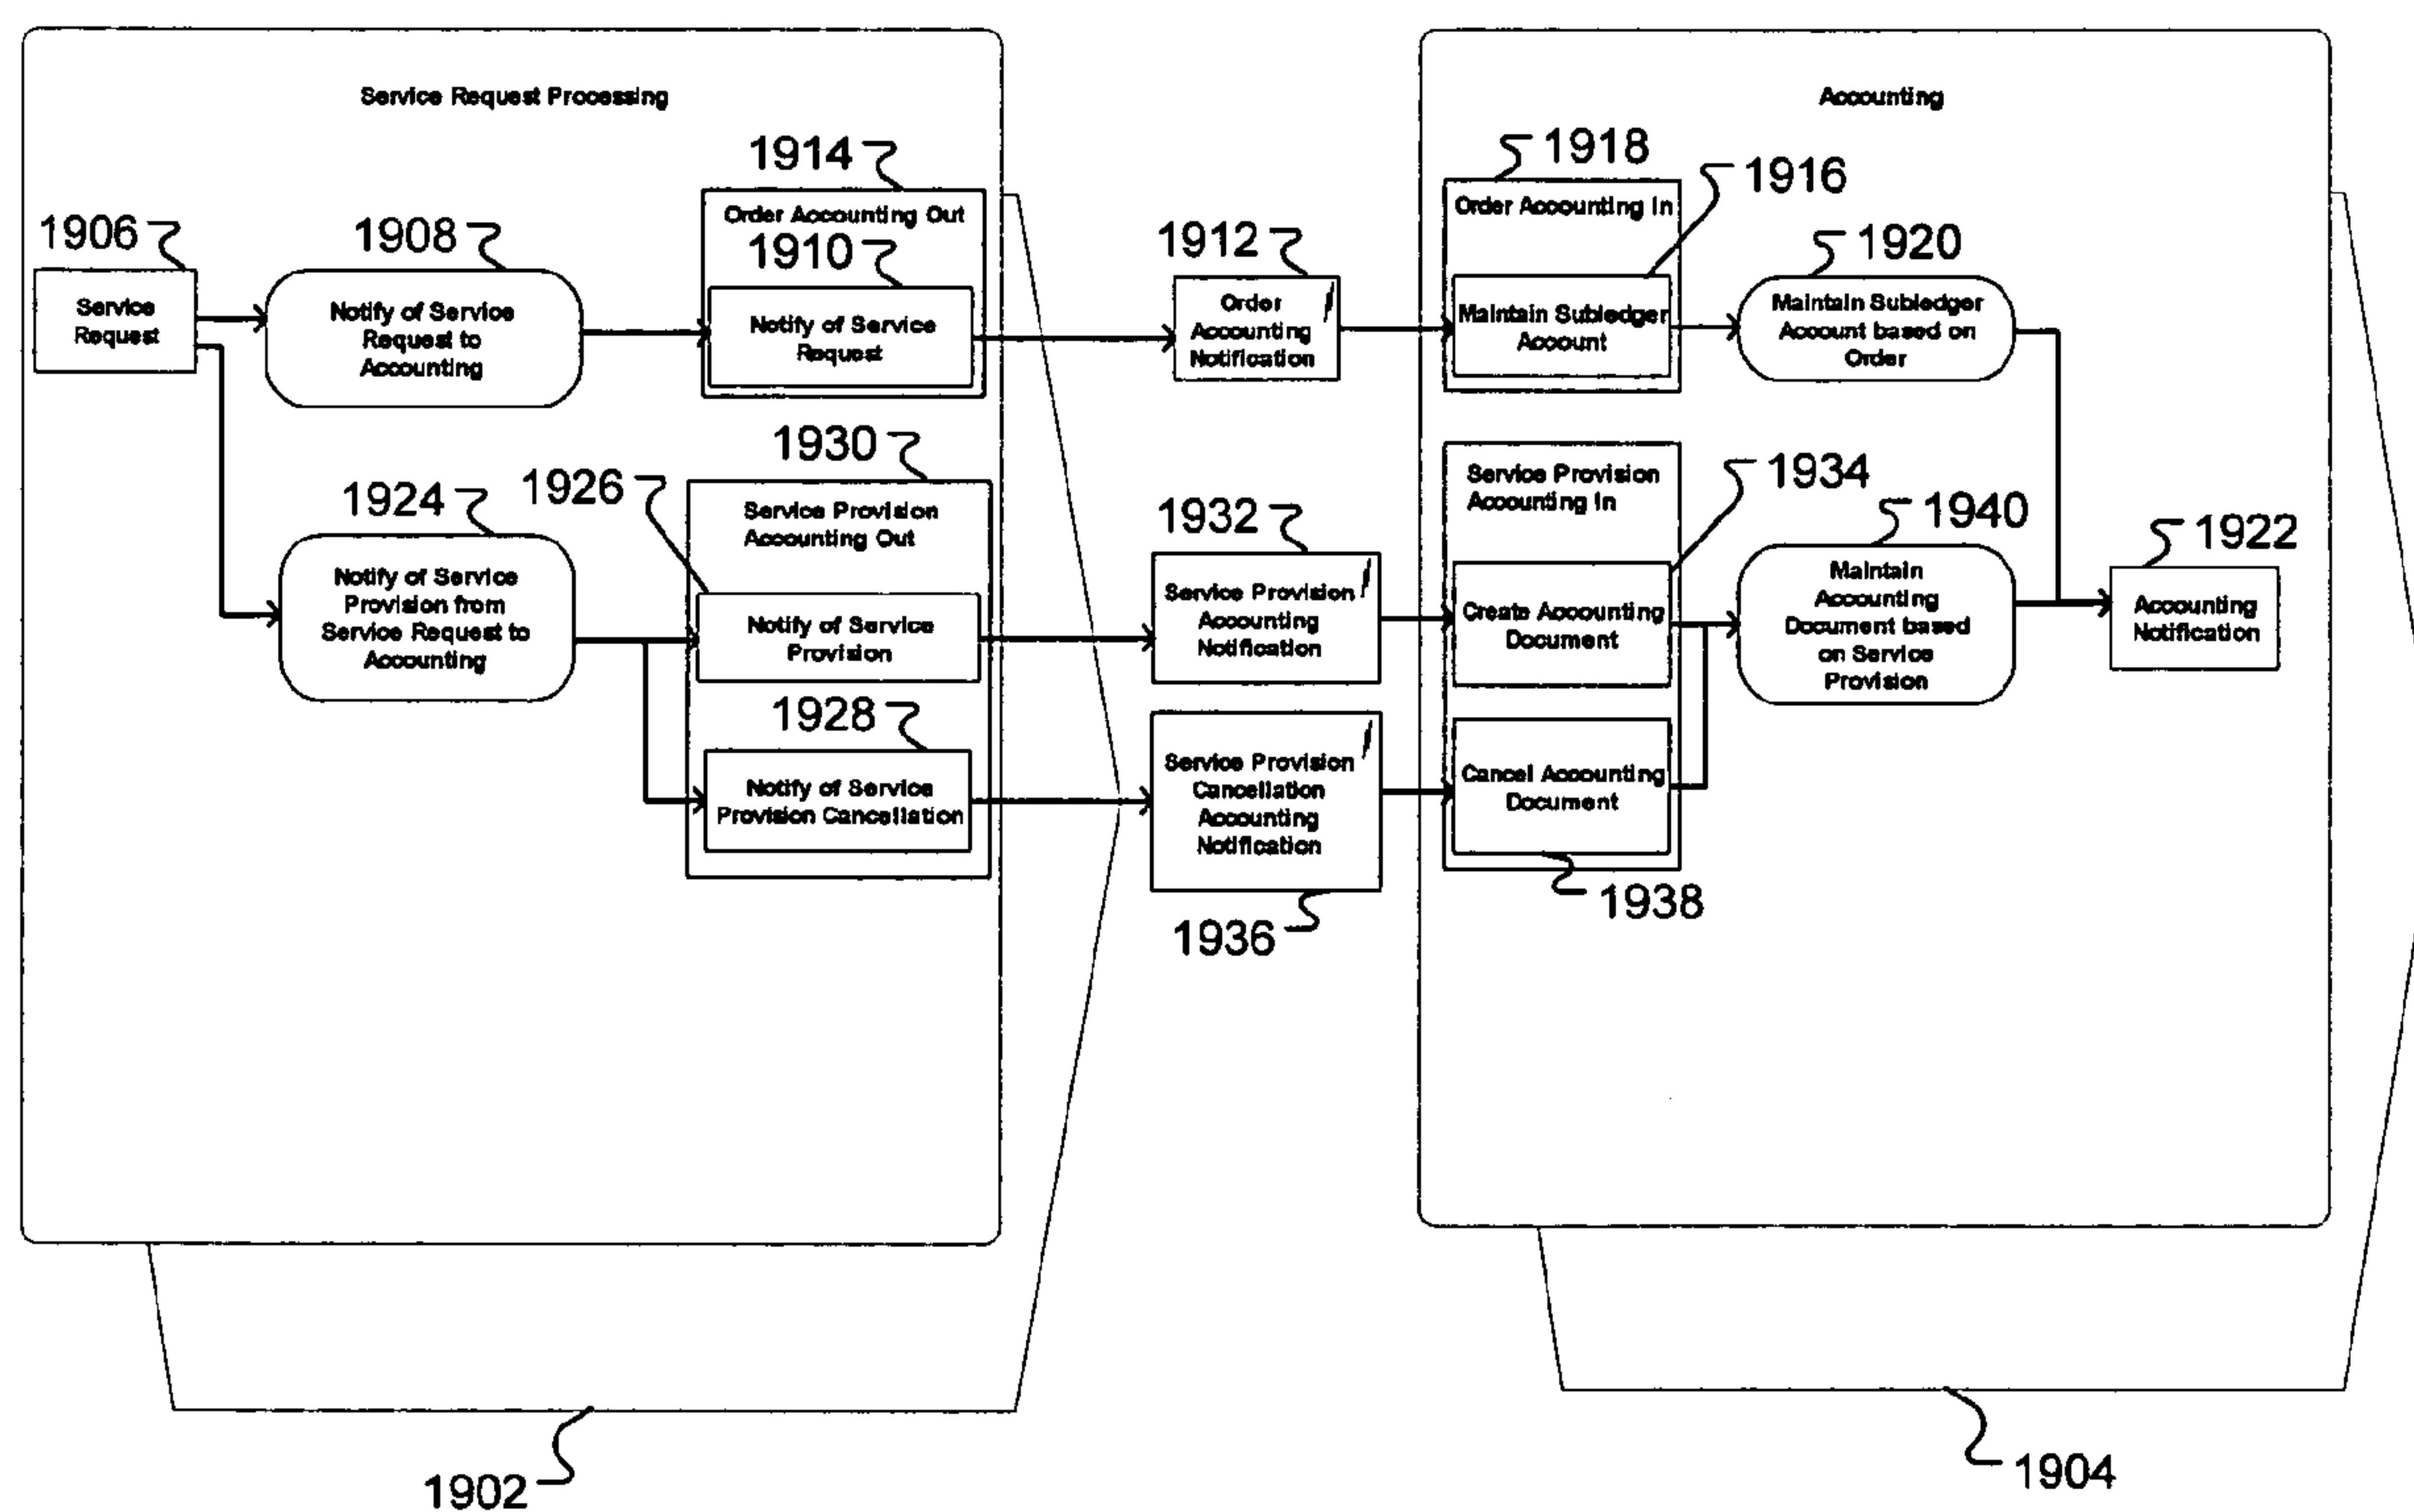 Service Request Processing
Accounting
1914
1918
1916
Order Accounting Out
Order Accounting In
1906
1908
1910
1912
1920
Service
Request
Notify of Service
Request to
Accounting
Notify of Service
Request
Order
Accounting
Notification
Maintain Subledger
Account
Maintain Subledger
Account based on
Order
1930
1924
1926
1932
1934
1940
1922
Service Provision
Accounting Out
Service Provision
Accounting In
Notify of Service
Provision from
Service Request to
Accounting
Notify of Service
Provision
Service Provision
Accounting
Notification
Create Accounting
Document
Maintain
Accounting
Document based
on Service
Provision
Accounting
Notification
1928
Notify of Service
Provision Cancellation
Service Provision
Cancellation
Accounting
Notification
Cancel Accounting
Document
1936
1938
1902
1904